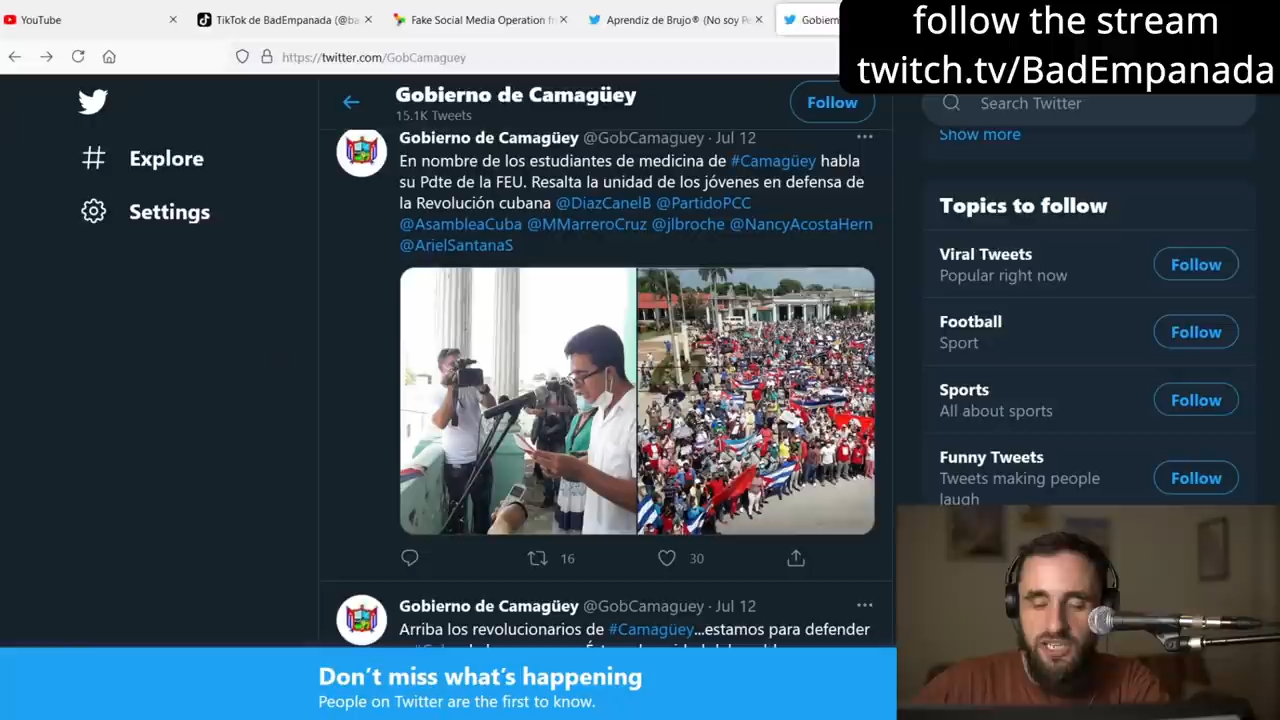 YouTube
TikTok de BadEmpanada (@ba
Fake Social Media Operation fr
Aprendiz de Brujo® (No soy Pe
Gobiern
follow the stream
twitch.tv/BadEmpanada
https://twitter.com/GobCamaguey
Explore
Settings
Gobierno de Camagüey
15.1K Tweets
Follow
Gobierno de Camagüey @GobCamaguey · Jul 12
En nombre de los estudiantes de medicina de #Camagüey habla
su Pdte de la FEU. Resalta la unidad de los jóvenes en defensa de
la Revolución cubana @DiazCanelB @PartidoPCC
@AsambleaCuba @MMarreroCruz @jlbroche @NancyAcostaHern
@ArielSantanaS
16
30
Gobierno de Camagüey @GobCamaguey · Jul 12
Arriba los revolucionarios de #Camagüey...estamos para defender
Search Twitter
Show more
Topics to follow
Viral Tweets
Popular right now
Follow
Football
Sport
Follow
Sports
All about sports
Follow
Funny Tweets
Tweets making people
laugh
Follow
Don't miss what's happening
People on Twitter are the first to know.